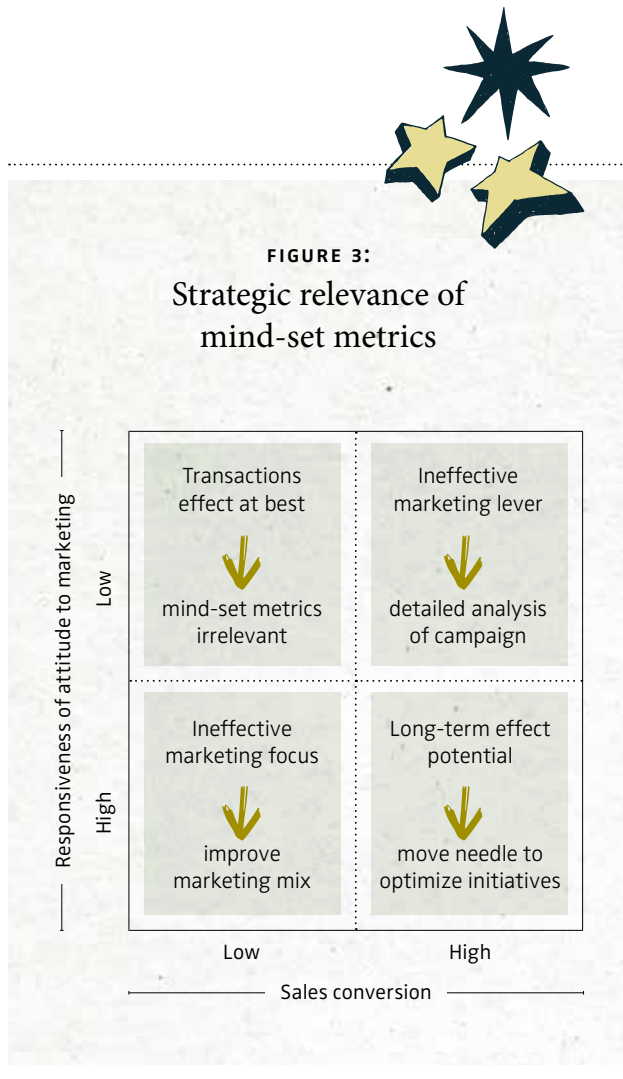 FIGURE 3:
Strategic relevance of
mind-set metrics
Responsiveness of attitude to marketing
Low
High
Transactions
effect at best
mind-set metrics
irrelevant
Ineffective
marketing lever
detailed analysis
of campaign
Ineffective
marketing focus
improve
marketing mix
Long-term effect
potential
move needle to
optimize initiatives
Low
High
Sales conversion